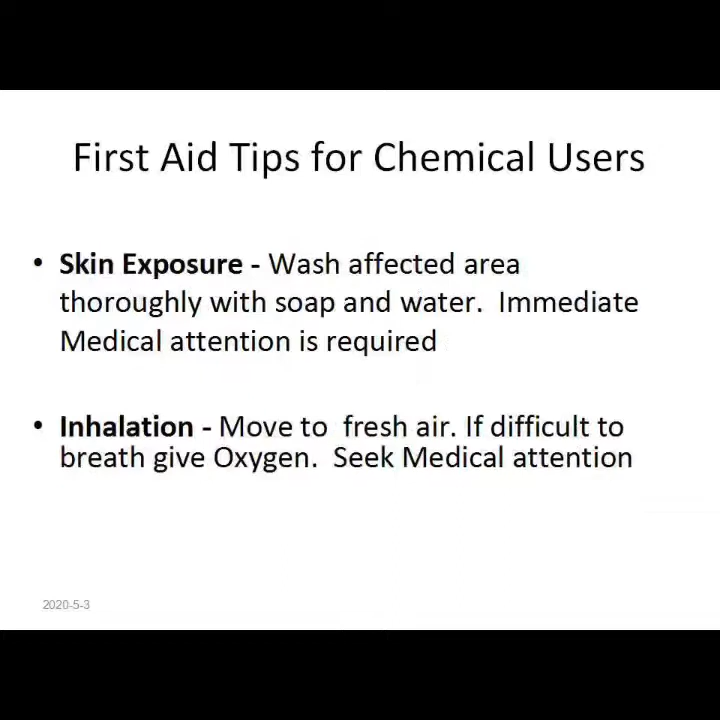 First Aid Tips for Chemical Users
• Skin Exposure - Wash affected area
thoroughly with soap and water.  Immediate
Medical attention is required
• Inhalation - Move to  fresh air. If difficult to
breath give Oxygen.  Seek Medical attention
2020-5-3